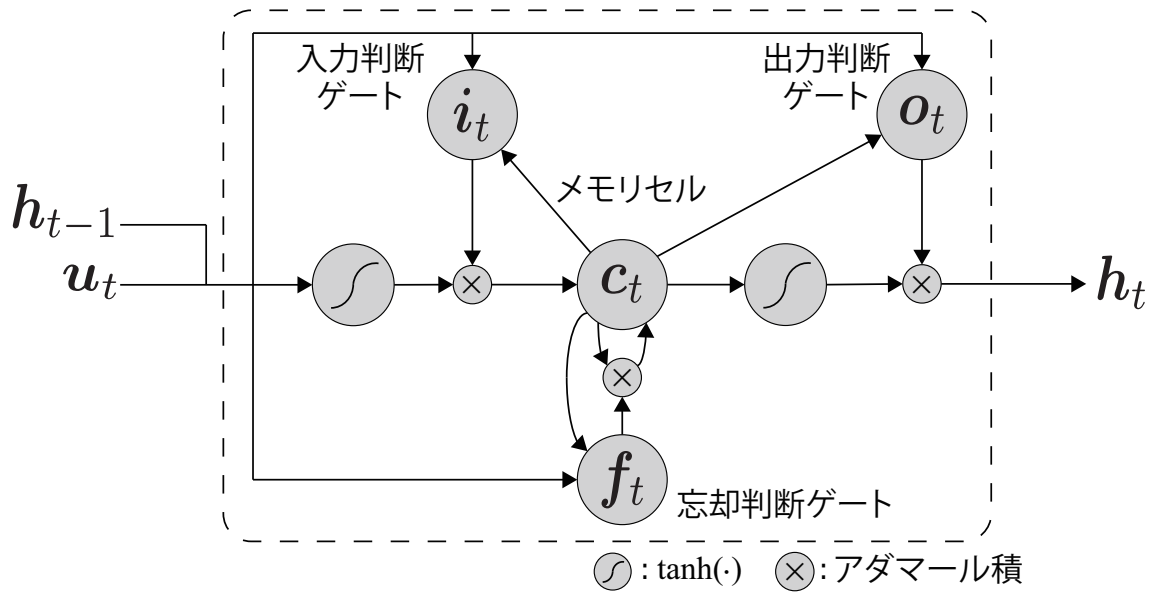 入力判断
ゲート
出力判断
ゲート
i_t
o_t
メモリセル
h_{t−1}
u_t
c_t
h_t
f_t
忘却判断ゲート
: tanh(·)
: アダマール積